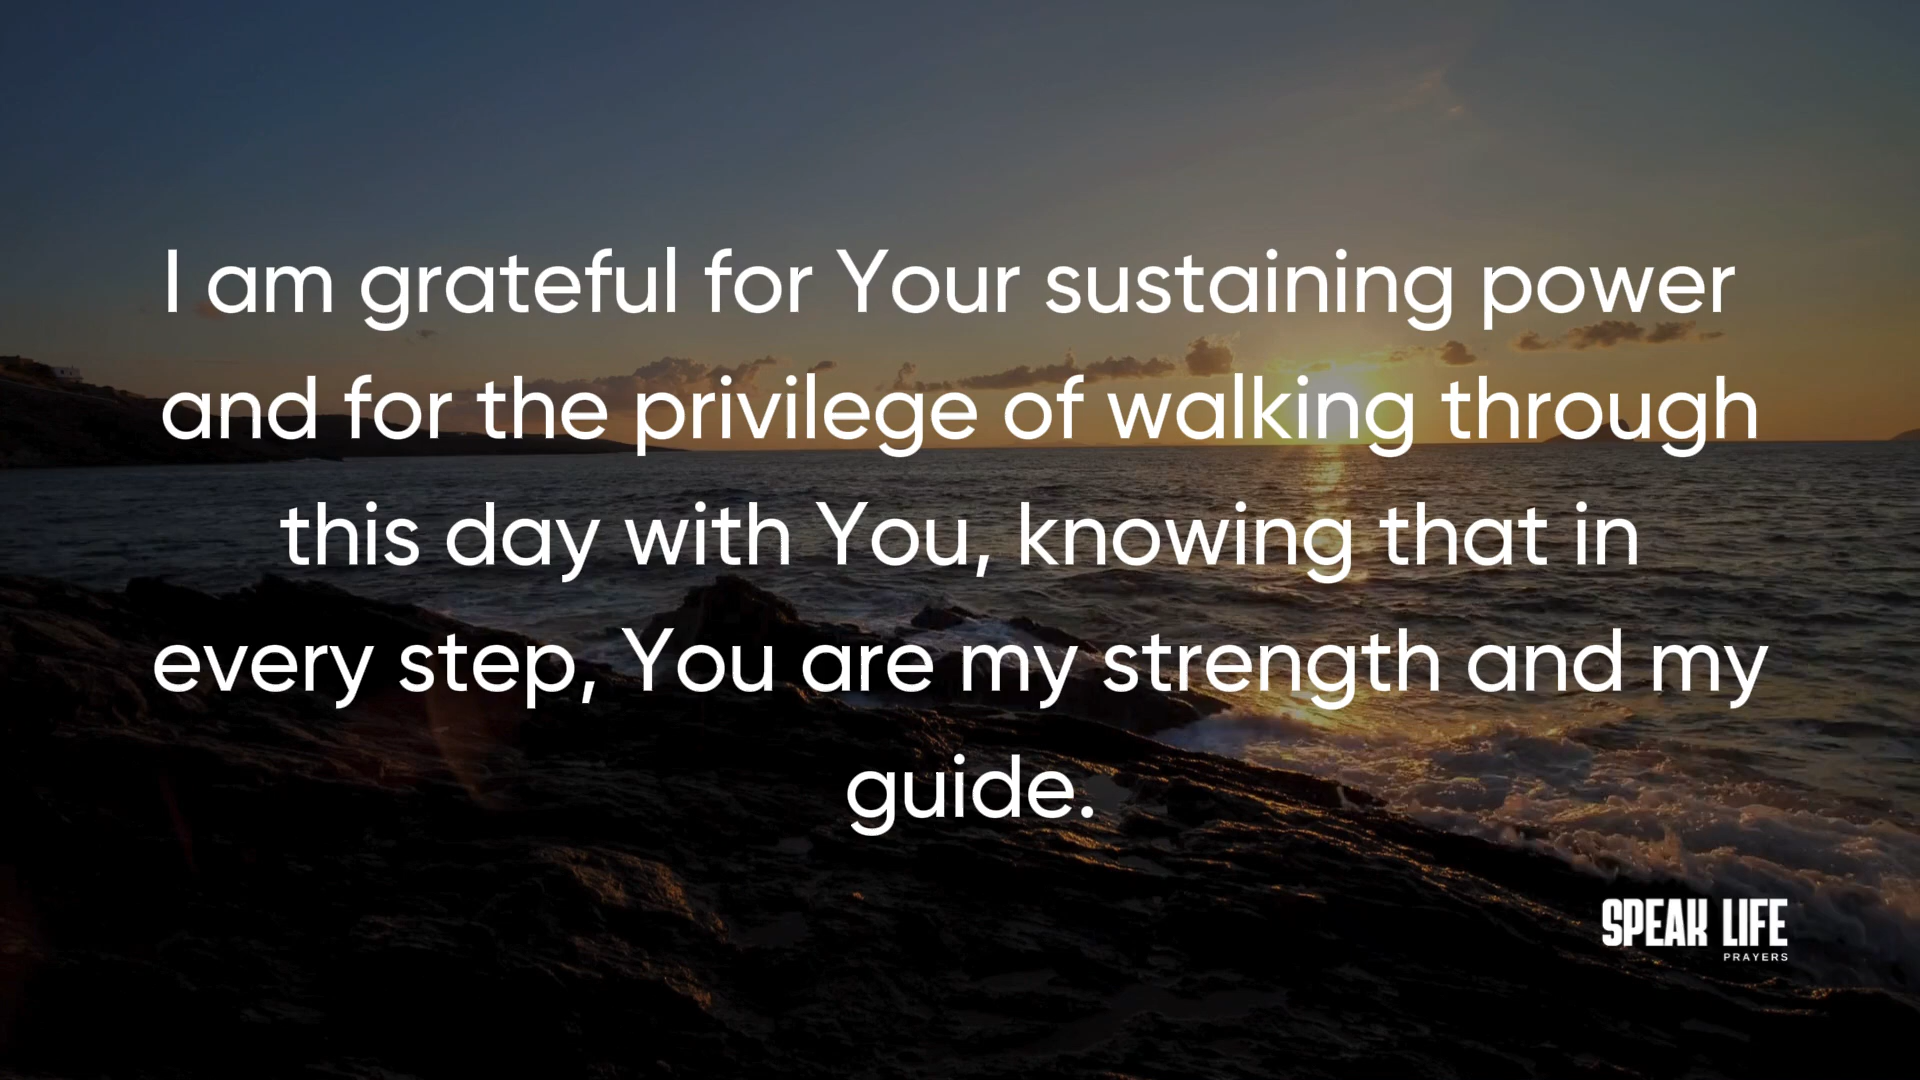 I am grateful for Your sustaining power
and for the privilege of walking through
this day with You, knowing that in
every step, You are my strength and my
guide.
SPEAK LIFE
PRAYERS